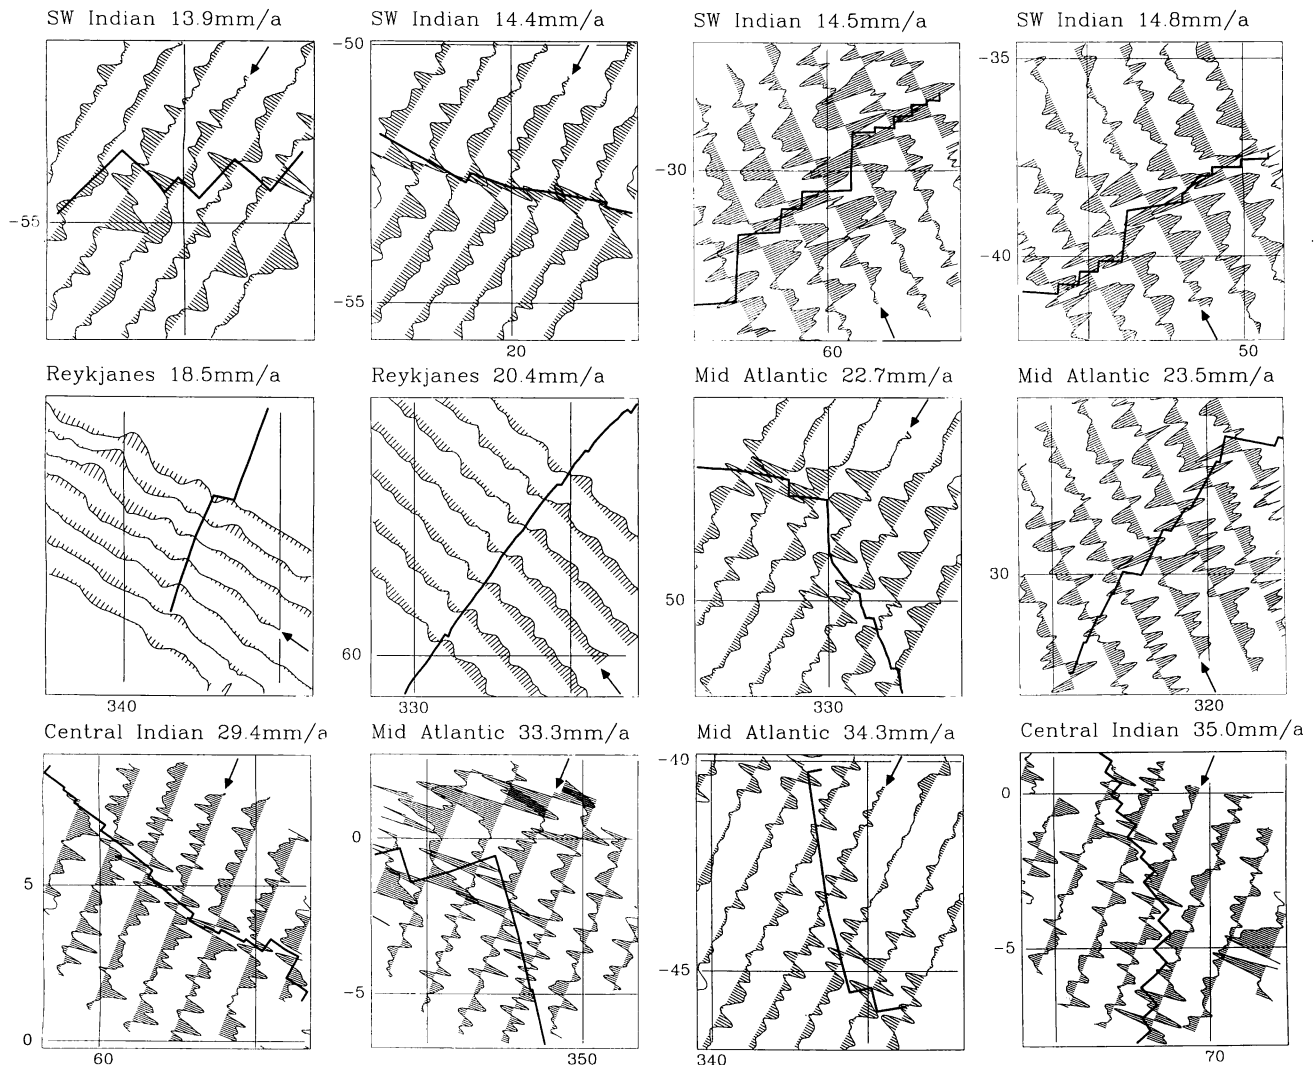 SW Indian 13.9mm/a
SW Indian 14.4mm/a
SW Indian 14.5mm/a
SW Indian 14.8mm/a
-50
-35
-30
-55
-40
-55
20
60
50
Reykjanes 18.5mm/a
Reykjanes 20.4mm/a
Mid Atlantic 22.7mm/a
Mid Atlantic 23.5mm/a
30
50
60
340
330
330
320
Central Indian 29.4mm/a
Mid Atlantic 33.3mm/a
Mid Atlantic 34.3mm/a
Central Indian 35.0mm/a
-40
0
0
5
-5
-45
-5
0
60
350
340
70